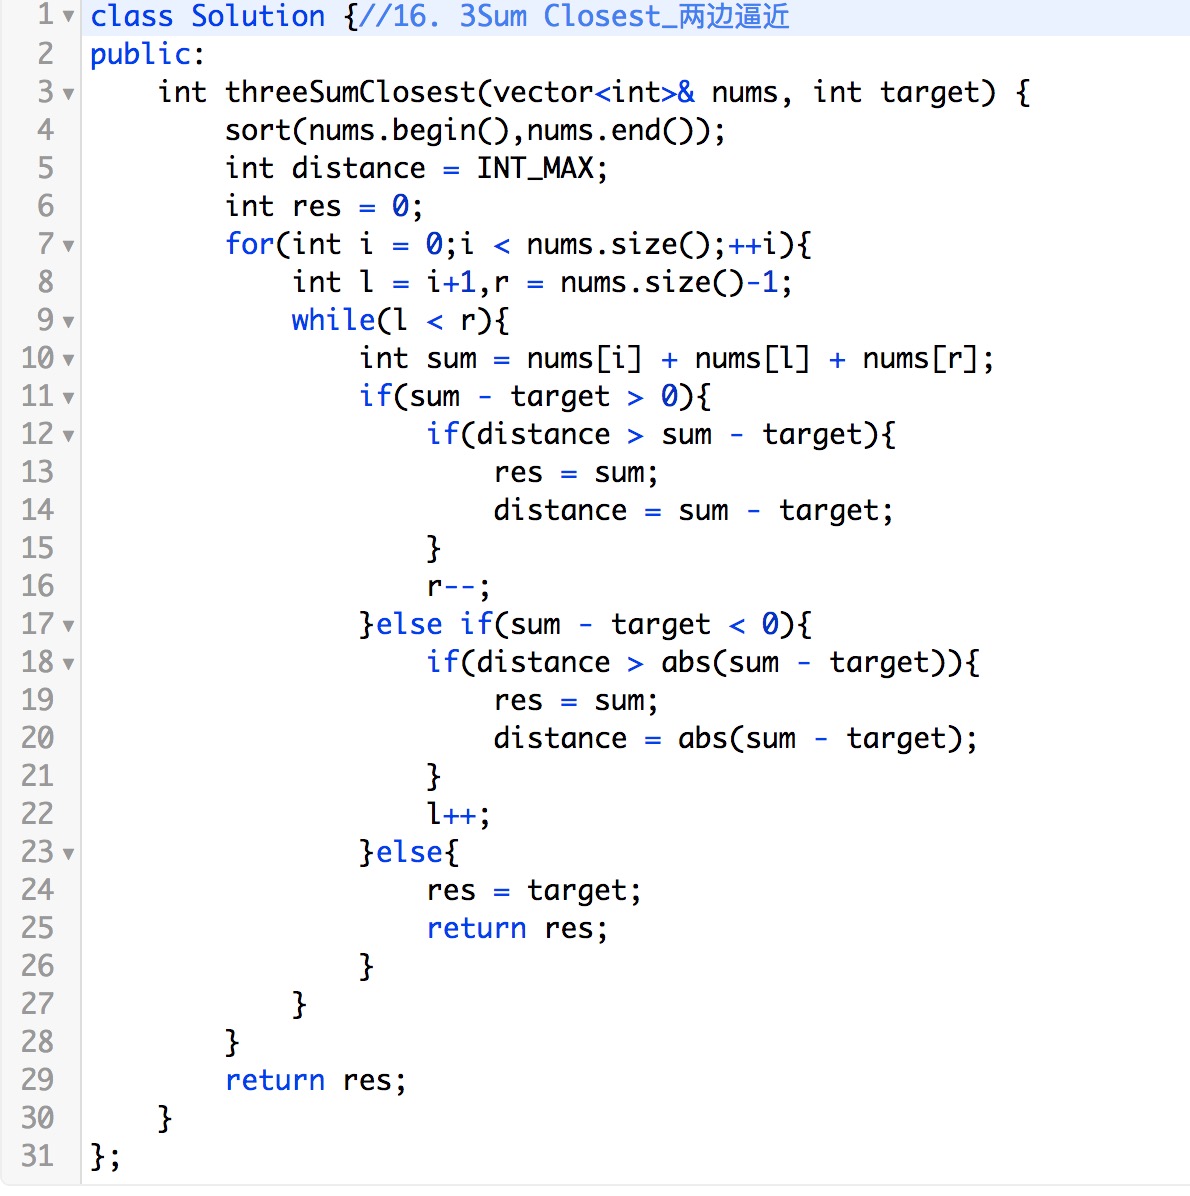 1 class Solution {//16. 3Sum Closest_两边逼近
2 public:
3     int threeSumClosest(vector<int>& nums, int target) {
4         sort(nums.begin(),nums.end());
5         int distance = INT_MAX;
6         int res = 0;
7         for(int i = 0;i < nums.size();++i){
8             int l = i+1,r = nums.size()-1;
9             while(l < r){
10                 int sum = nums[i] + nums[l] + nums[r];
11                 if(sum - target > 0){
12                     if(distance > sum - target){
13                         res = sum;
14                         distance = sum - target;
15                     }
16                     r--;
17                 }else if(sum - target < 0){
18                     if(distance > abs(sum - target)){
19                         res = sum;
20                         distance = abs(sum - target);
21                     }
22                     l++;
23                 }else{
24                     res = target;
25                     return res;
26                 }
27             }
28         }
29         return res;
30     }
31 };